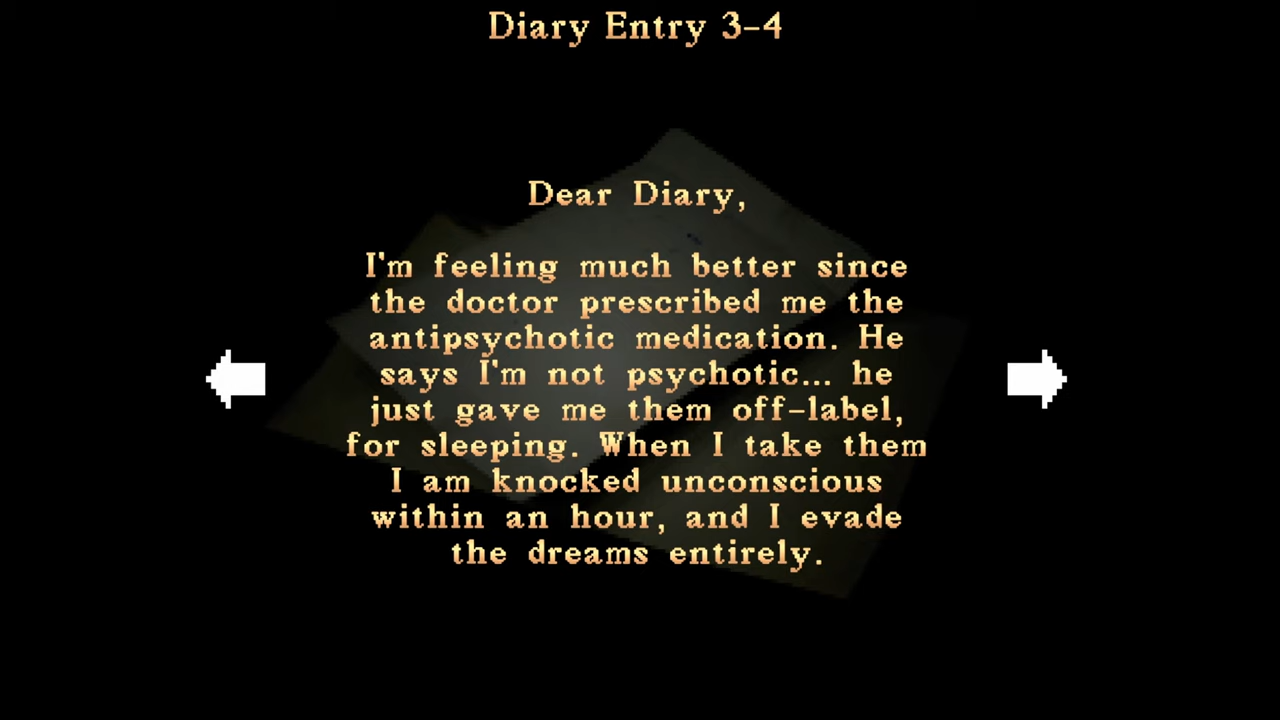 Diary Entry 3-4
Dear Diary,
I'm feeling much better since
the doctor prescribed me the
antipsychotic medication. He
says I'm not psychotic... he
just gave me them off-label,
for sleeping. When I take them
I am knocked unconscious
within an hour, and I evade
the dreams entirely.